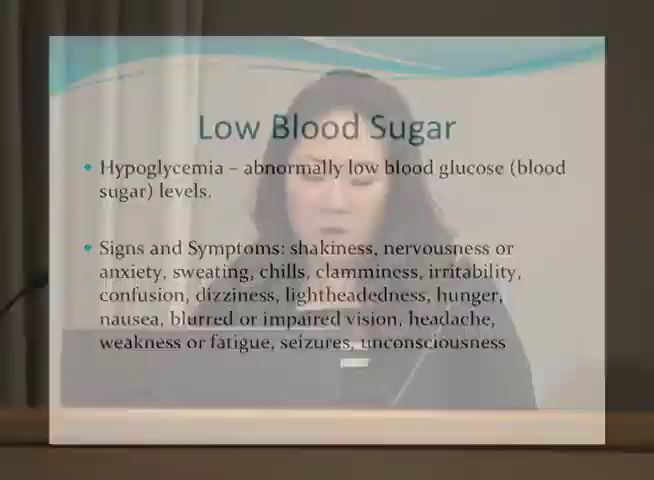 Low Blood Sugar
Hypoglycemia – abnormally low blood glucose (blood
sugar) levels.
Signs and Symptoms: shakiness, nervousness or
anxiety, sweating, chills, clamminess, irritability,
confusion, dizziness, lightheadedness, hunger,
nausea, blurred or impaired vision, headache,
weakness or fatigue, seizures, unconsciousness